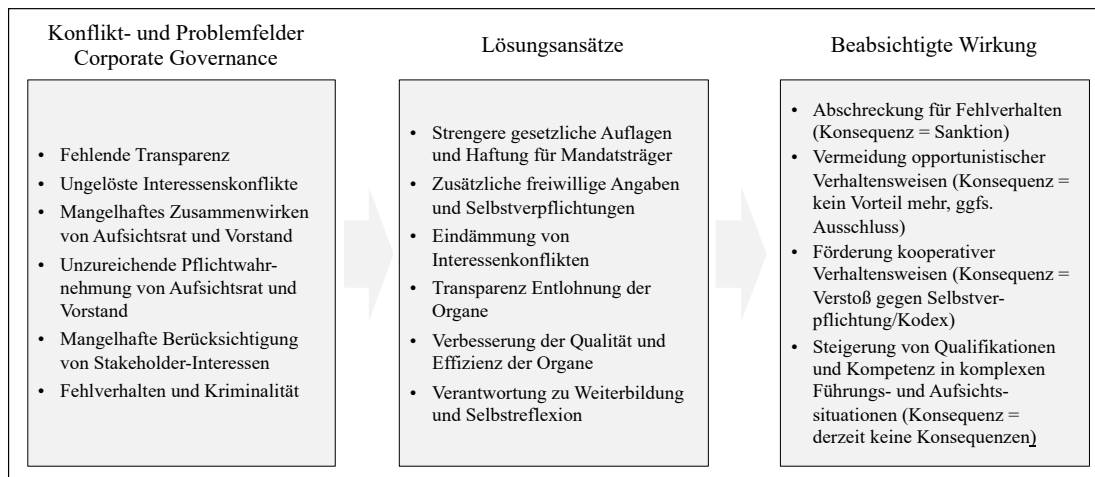 Konflikt- und Problemfelder
Corporate Governance
• Fehlende Transparenz
• Ungelöste Interessenskonflikte
• Mangelhaftes Zusammenwirken
von Aufsichtsrat und Vorstand
• Unzureichende Pflichtwahr-
nehmung von Aufsichtsrat und
Vorstand
• Mangelhafte Berücksichtigung
von Stakeholder-Interessen
• Fehlverhalten und Kriminalität
Lösungsansätze
• Strengere gesetzliche Auflagen
und Haftung für Mandatsträger
• Zusätzliche freiwillige Angaben
und Selbstverpflichtungen
• Eindämmung von
Interessenkonflikten
• Transparenz Entlohnung der
Organe
• Verbesserung der Qualität und
Effizienz der Organe
• Verantwortung zu Weiterbildung
und Selbstreflexion
Beabsichtigte Wirkung
• Abschreckung für Fehlverhalten
(Konsequenz = Sanktion)
• Vermeidung opportunistischer
Verhaltensweisen (Konsequenz =
kein Vorteil mehr, ggfs.
Ausschluss)
• Förderung kooperativer
Verhaltensweisen (Konsequenz =
Verstoß gegen Selbstver-
pflichtung/Kodex)
• Steigerung von Qualifikationen
und Kompetenz in komplexen
Führungs- und Aufsichts-
situationen (Konsequenz =
derzeit keine Konsequenzen)